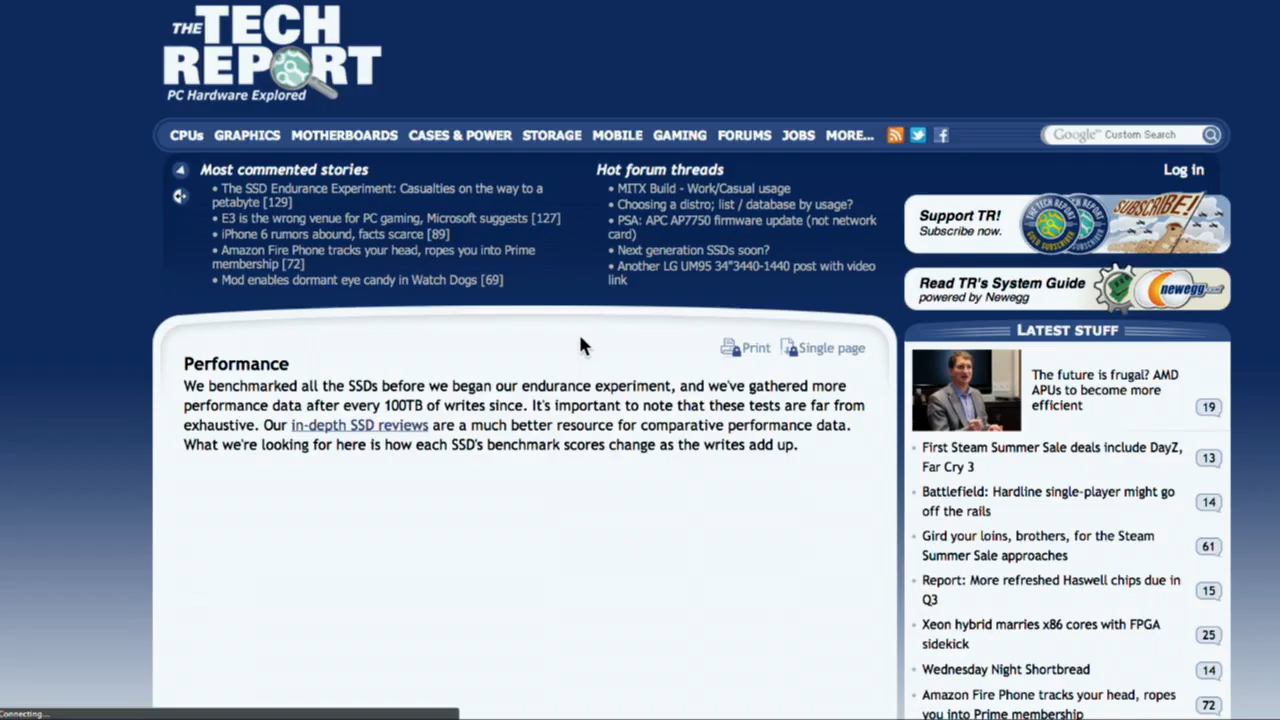 THE TECH
REPORT
PC Hardware Explored
CPUs GRAPHICS MOTHERBOARDS CASES & POWER STORAGE MOBILE GAMING FORUMS JOBS MORE...
Google™ Custom Search
Most commented stories
• The SSD Endurance Experiment: Casualties on the way to a
petabyte [129]
• E3 is the wrong venue for PC gaming, Microsoft suggests [127]
• iPhone 6 rumors abound, facts scarce [89]
• Amazon Fire Phone tracks your head, ropes you into Prime
membership [72]
• Mod enables dormant eye candy in Watch Dogs [69]
Hot forum threads
• MITX Build - Work/Casual usage
• Choosing a distro; list / database by usage?
• PSA: APC AP7750 firmware update (not network
card)
• Next generation SSDs soon?
• Another LG UM95 34"3440-1440 post with video
link
Log in
Support TR!
Subscribe now.
SUBSCRIBE!
Read TR's System Guide
powered by Newegg
newegg.com
Print Single page
Performance
We benchmarked all the SSDs before we began our endurance experiment, and we've gathered more
performance data after every 100TB of writes since. It's important to note that these tests are far from
exhaustive. Our in-depth SSD reviews are a much better resource for comparative performance data.
What we're looking for here is how each SSD's benchmark scores change as the writes add up.
LATEST STUFF
The future is frugal? AMD
APUs to become more
efficient
19
• First Steam Summer Sale deals include DayZ,
Far Cry 3
13
• Battlefield: Hardline single-player might go
off the rails
14
• Gird your loins, brothers, for the Steam
Summer Sale approaches
61
• Report: More refreshed Haswell chips due in
Q3
15
• Xeon hybrid marries x86 cores with FPGA
sidekick
25
• Wednesday Night Shortbread
14
• Amazon Fire Phone tracks your head, ropes
you into Prime membership
72
Connecting...